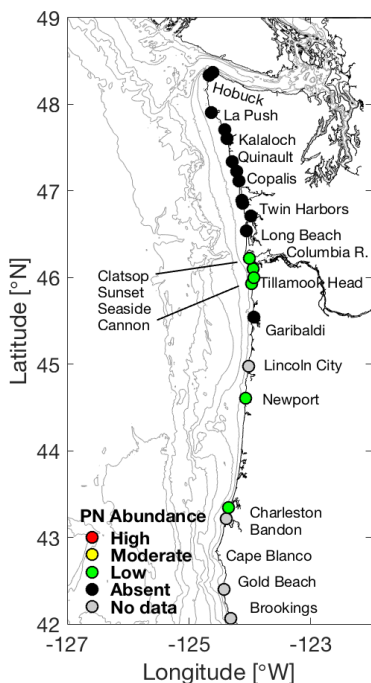 49
48
47
46
45
44
43
42
Latitude [°N]
Hobuck
La Push
Kalaloch
Quinault
Copalis
Twin Harbors
Long Beach
Columbia R.
Clatsop
Sunset
Seaside
Cannon
Tillamook Head
Garibaldi
Lincoln City
Newport
Charleston
Bandon
Cape Blanco
Gold Beach
Brookings
PN Abundance
High
Moderate
Low
Absent
No data
-127 -125 -123
Longitude [°W]